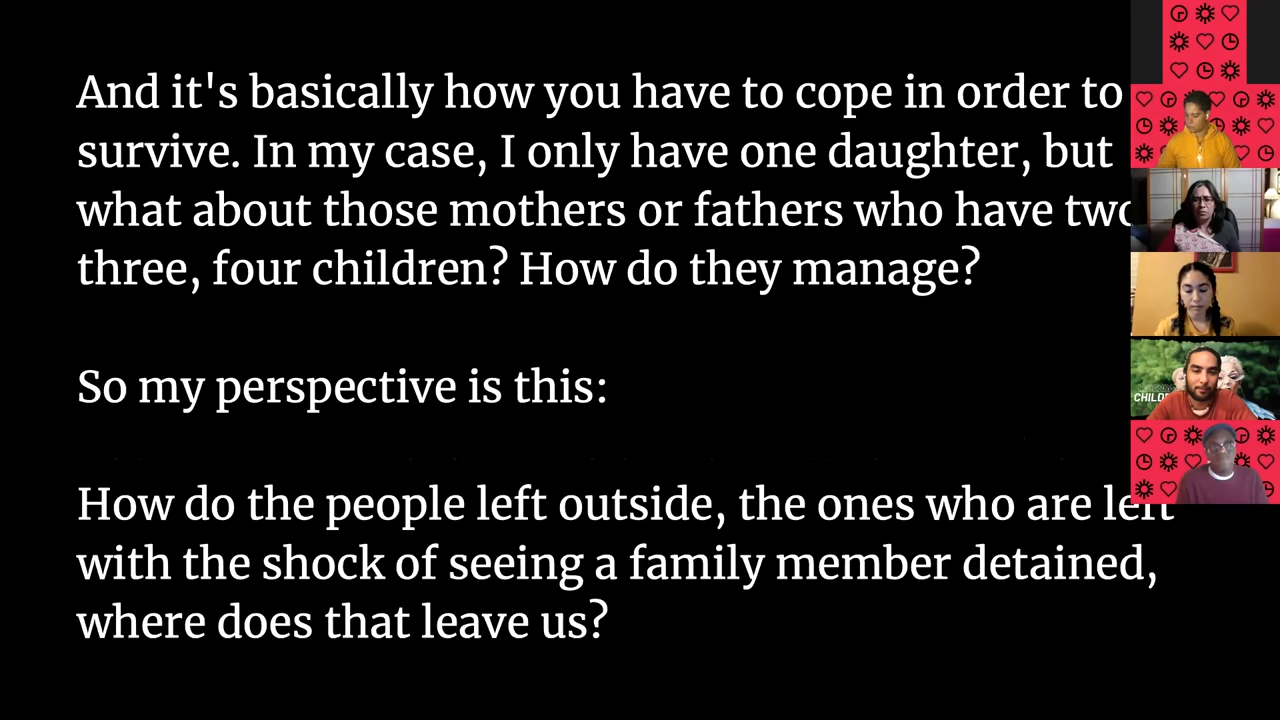 And it's basically how you have to cope in order to
survive. In my case, I only have one daughter, but
what about those mothers or fathers who have two
three, four children? How do they manage?
So my perspective is this:
How do the people left outside, the ones who are left
with the shock of seeing a family member detained,
where does that leave us?
CHILD